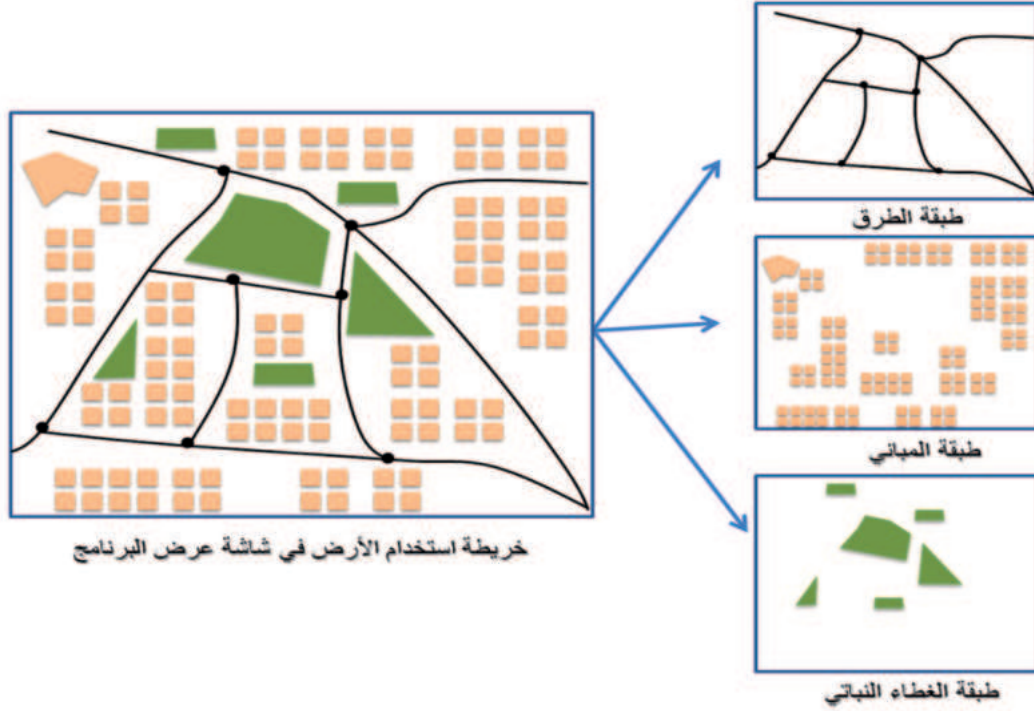 طبقة الطرق
طبقة المباني
خريطة استخدام الأرض في شاشة عرض البرنامج
طبقة الغطاء النباتي